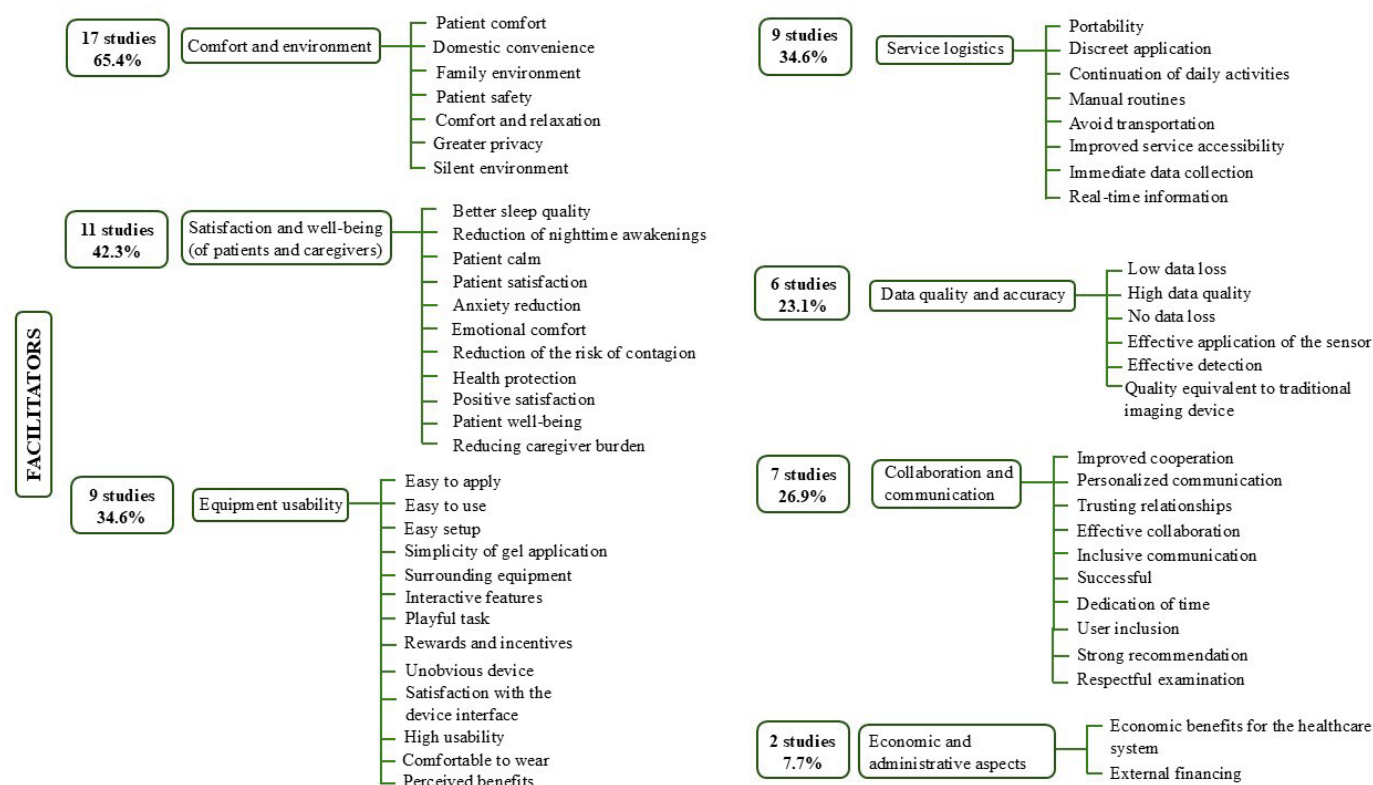 FACILITATORS
17 studies
65.4%
Comfort and environment
Patient comfort
Domestic convenience
Family environment
Patient safety
Comfort and relaxation
Greater privacy
Silent environment
11 studies
42.3%
Satisfaction and well-being
(of patients and caregivers)
Better sleep quality
Reduction of nighttime awakenings
Patient calm
Patient satisfaction
Anxiety reduction
Emotional comfort
Reduction of the risk of contagion
Health protection
Positive satisfaction
Patient well-being
Reducing caregiver burden
9 studies
34.6%
Equipment usability
Easy to apply
Easy to use
Easy setup
Simplicity of gel application
Surrounding equipment
Interactive features
Playful task
Rewards and incentives
Unobvious device
Satisfaction with the
device interface
High usability
Comfortable to wear
Perceived benefits
9 studies
34.6%
Service logistics
Portability
Discreet application
Continuation of daily activities
Manual routines
Avoid transportation
Improved service accessibility
Immediate data collection
Real-time information
6 studies
23.1%
Data quality and accuracy
Low data loss
High data quality
No data loss
Effective application of the sensor
Effective detection
Quality equivalent to traditional
imaging device
7 studies
26.9%
Collaboration and
communication
Improved cooperation
Personalized communication
Trusting relationships
Effective collaboration
Inclusive communication
Successful
Dedication of time
User inclusion
Strong recommendation
Respectful examination
2 studies
7.7%
Economic and
administrative aspects
Economic benefits for the healthcare
system
External financing